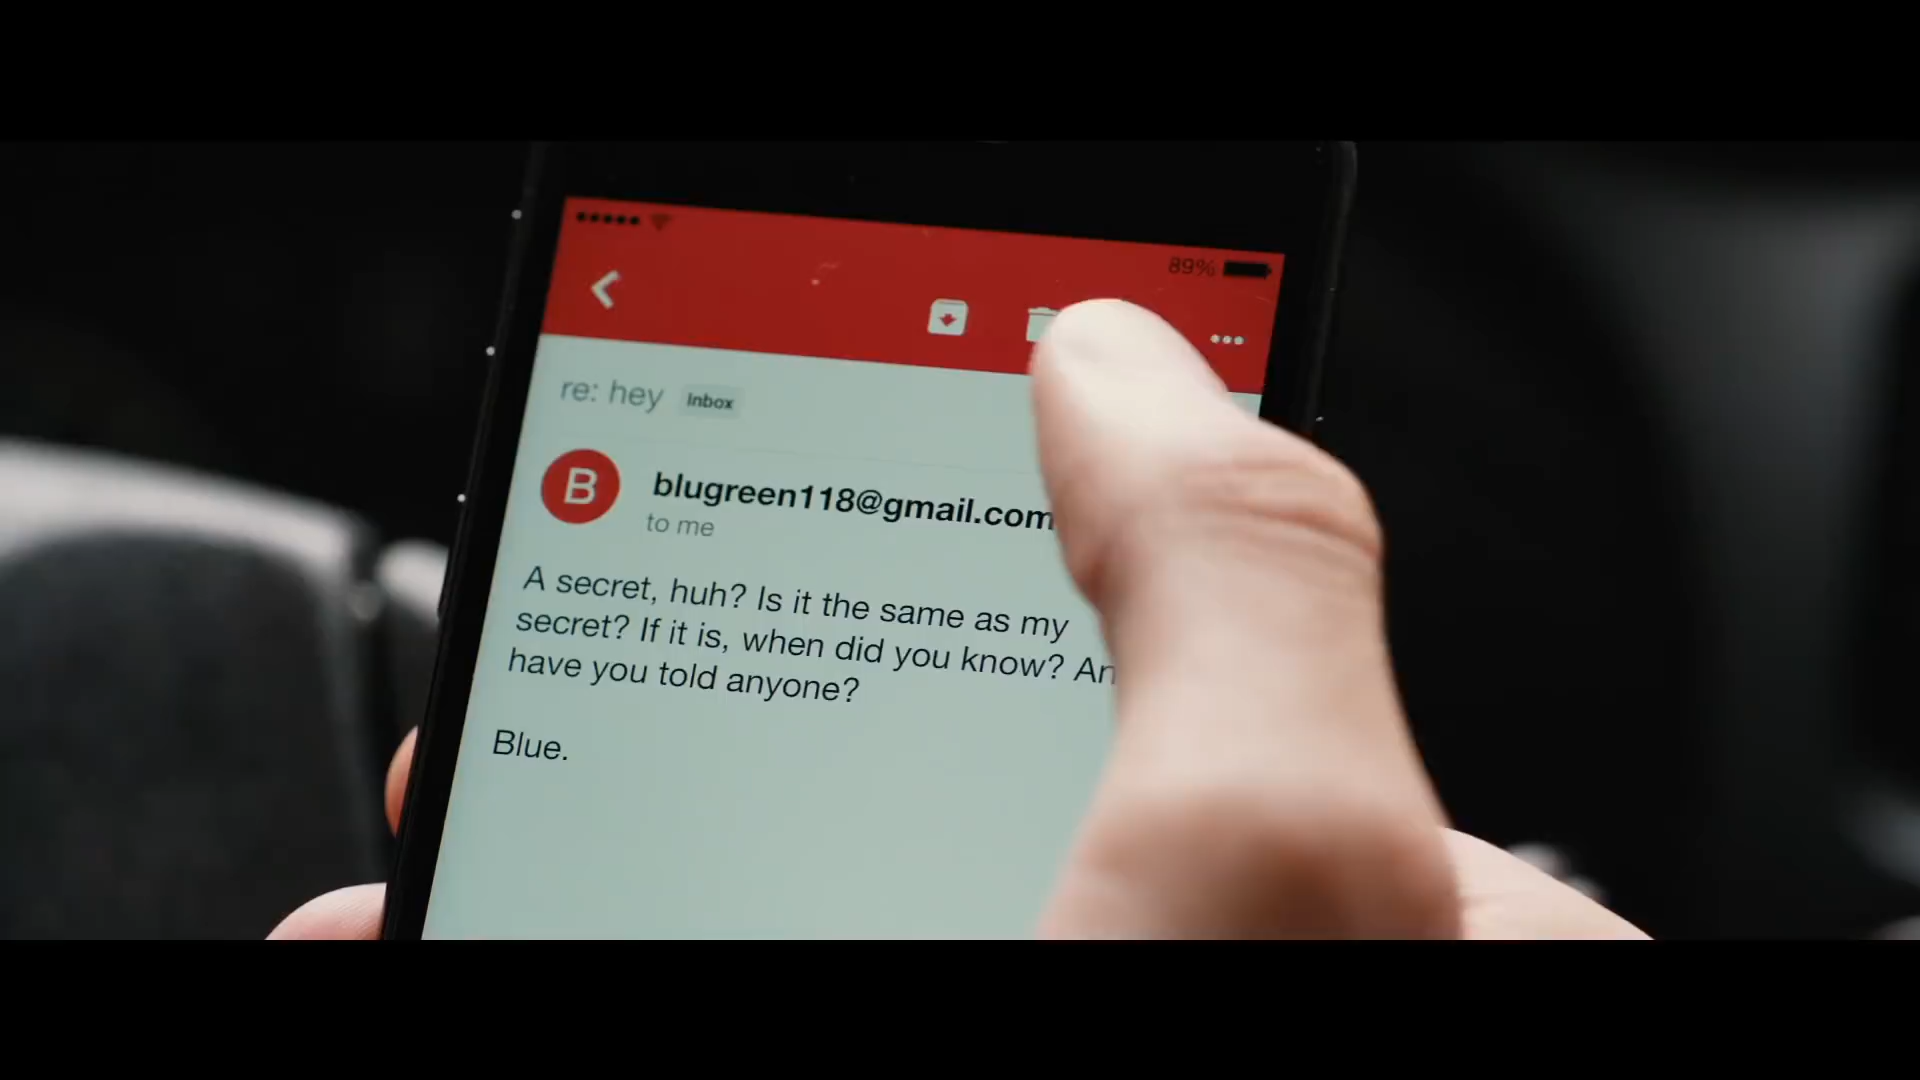 89%
re: hey Inbox
B
blugreen118@gmail.com
to me
A secret, huh? Is it the same as my
secret? If it is, when did you know?
have you told anyone?
Blue.